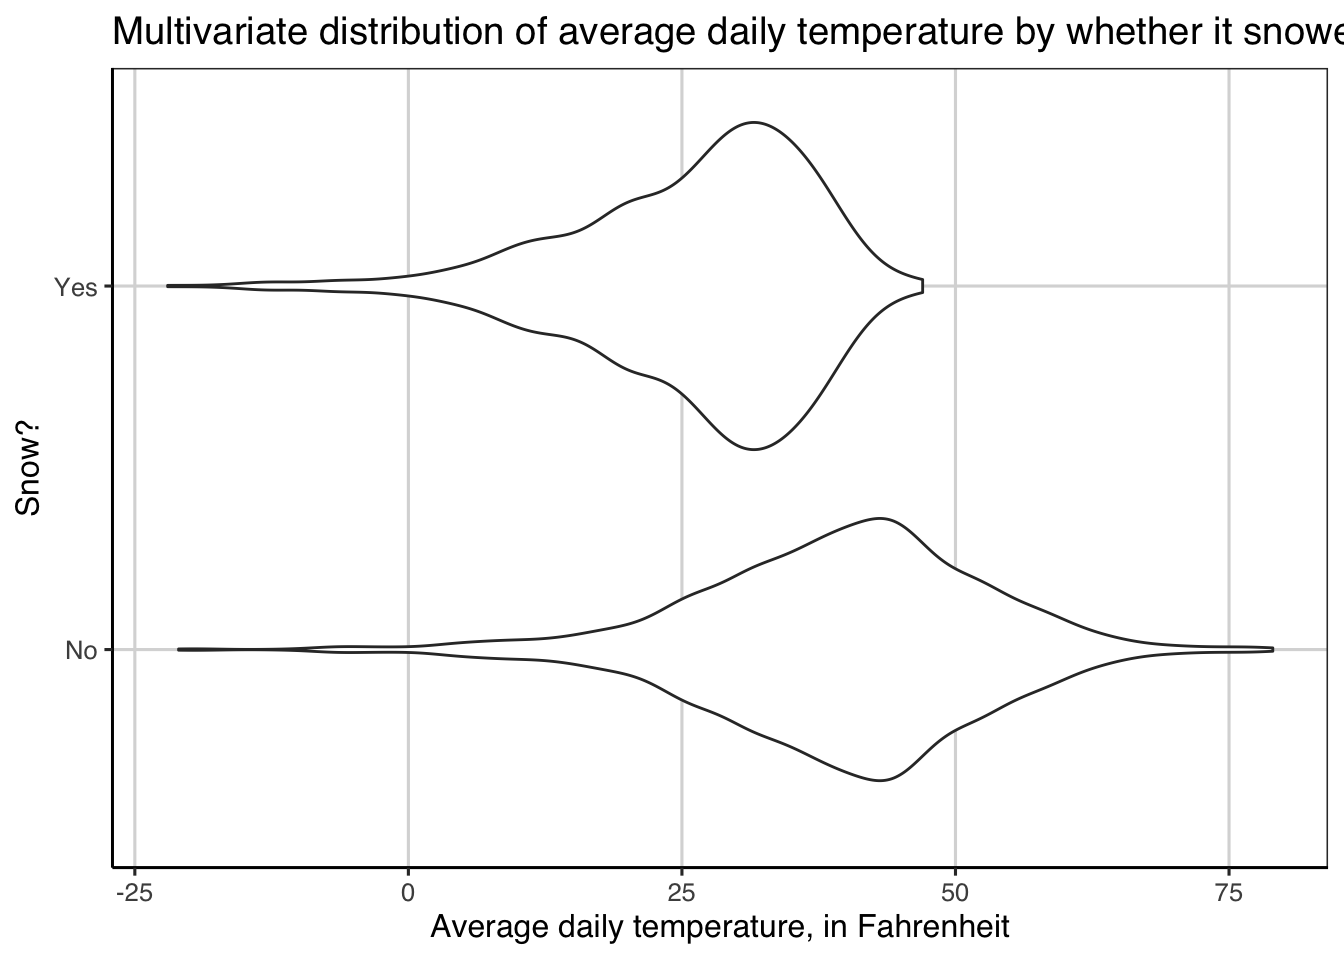 Multivariate distribution of average daily temperature by whether it snowe
Yes
Snow?
No
-25 0 25 50 75
Average daily temperature, in Fahrenheit